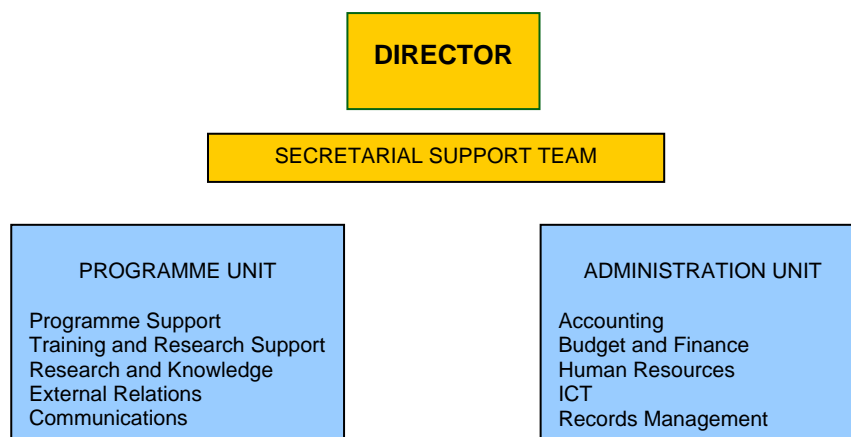 DIRECTOR
SECRETARIAL SUPPORT TEAM
PROGRAMME UNIT
Programme Support
Training and Research Support
Research and Knowledge
External Relations
Communications
ADMINISTRATION UNIT
Accounting
Budget and Finance
Human Resources
ICT
Records Management